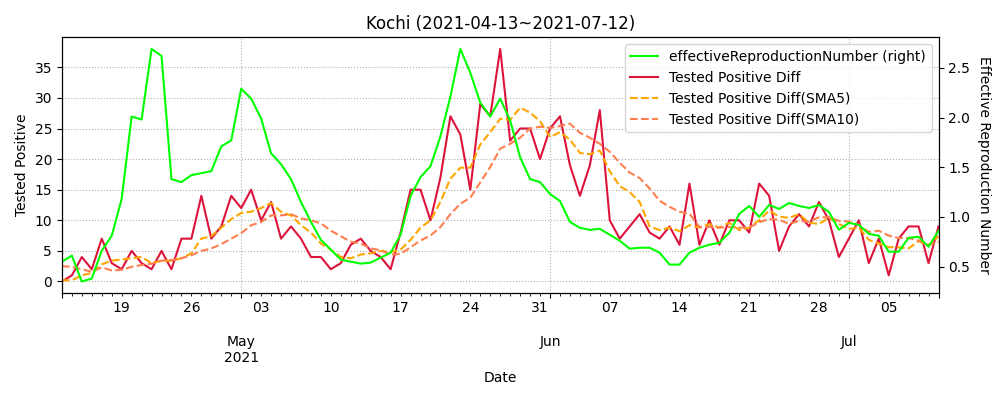 Kochi (2021-04-13~2021-07-12)
effectiveReproductionNumber (right)
Tested Positive Diff
Tested Positive Diff(SMA5)
Tested Positive Diff(SMA10)
Tested Positive
35
30
25
20
15
10
5
0
2.5
2.0
1.5
1.0
0.5
Effective Reproduction Number
19 26 03 10 17 24 31 07 14 21 28 05
May Jun Jul
2021
Date